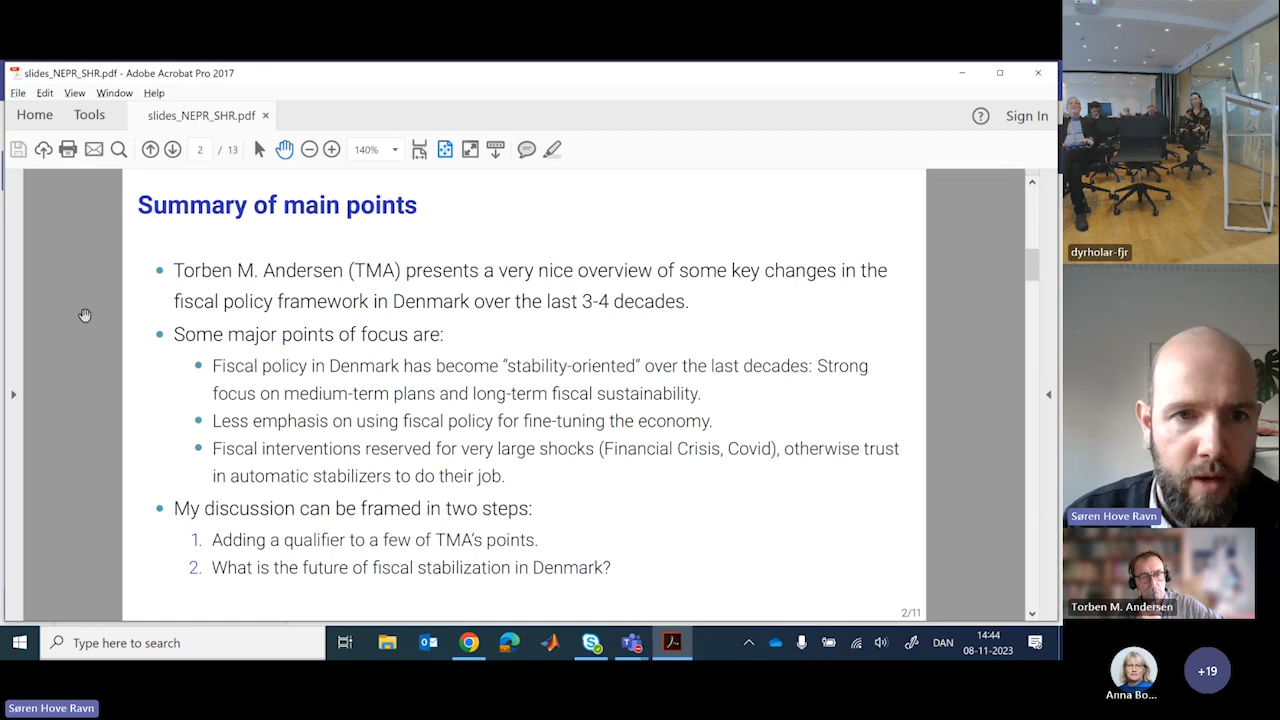 slides_NEPR_SHR.pdf - Adobe Acrobat Pro 2017
File Edit View Window Help
Home Tools slides_NEPR_SHR.pdf × Sign In
2 / 13 140%
Summary of main points
• Torben M. Andersen (TMA) presents a very nice overview of some key changes in the
fiscal policy framework in Denmark over the last 3-4 decades.
• Some major points of focus are:
• Fiscal policy in Denmark has become “stability-oriented” over the last decades: Strong
focus on medium-term plans and long-term fiscal sustainability.
• Less emphasis on using fiscal policy for fine-tuning the economy.
• Fiscal interventions reserved for very large shocks (Financial Crisis, Covid), otherwise trust
in automatic stabilizers to do their job.
• My discussion can be framed in two steps:
1. Adding a qualifier to a few of TMA’s points.
2. What is the future of fiscal stabilization in Denmark?
2/11
Type here to search
DAN
14:44
08-11-2023
Søren Hove Ravn
dyrholar-fjr
Søren Hove Ravn
Torben M. Andersen
Anna Bo...
+19